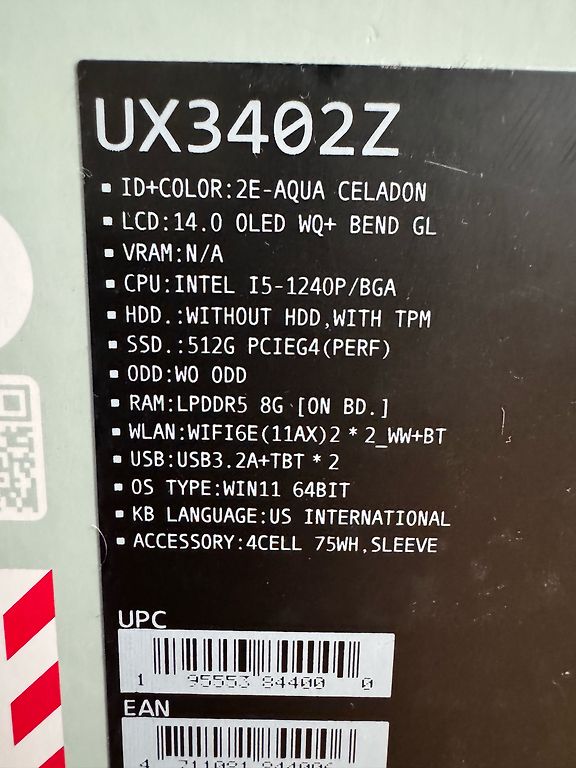 UX3402Z
▪ ID+COLOR:2E-AQUA CELADON
▪ LCD:14.0 OLED WQ+ BEND GL
▪ VRAM:N/A
▪ CPU:INTEL I5-1240P/BGA
▪ HDD.:WITHOUT HDD,WITH TPM
▪ SSD.:512G PCIEG4(PERF)
▪ ODD:WO ODD
▪ RAM:LPDDR5 8G [ON BD.]
▪ WLAN:WIFI6E(11AX)2*2_WW+BT
▪ USB:USB3.2A+TBT*2
▪ OS TYPE:WIN11 64BIT
▪ KB LANGUAGE:US INTERNATIONAL
▪ ACCESSORY:4CELL 75WH,SLEEVE
UPC
1 95553 84400 0
EAN
4 711081 844006